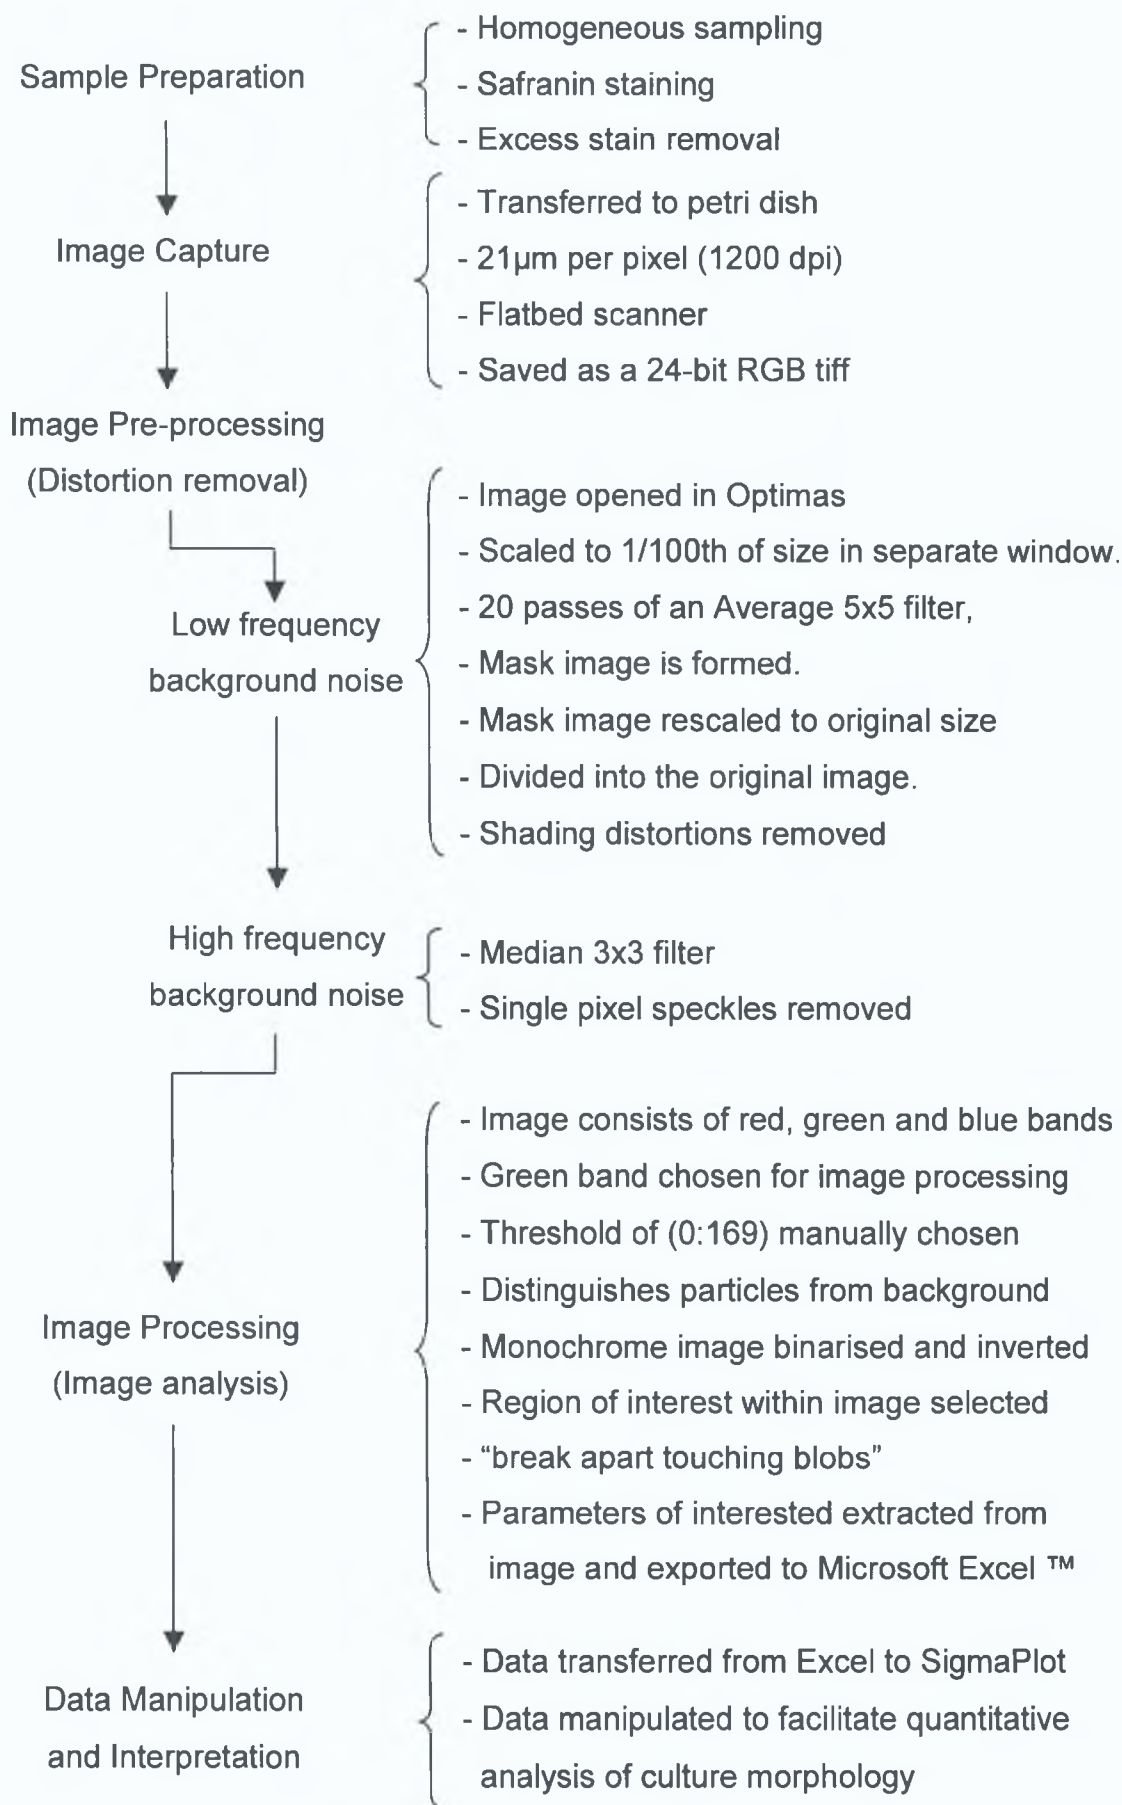 Sample Preparation
- Homogeneous sampling
- Safranin staining
- Excess stain removal
Image Capture
- Transferred to petri dish
- 21µm per pixel (1200 dpi)
- Flatbed scanner
- Saved as a 24-bit RGB tiff
Image Pre-processing
(Distortion removal)
Low frequency
background noise
- Image opened in Optimas
- Scaled to 1/100th of size in separate window.
- 20 passes of an Average 5x5 filter,
- Mask image is formed.
- Mask image rescaled to original size
- Divided into the original image.
- Shading distortions removed
High frequency
background noise
- Median 3x3 filter
- Single pixel speckles removed
Image Processing
(Image analysis)
- Image consists of red, green and blue bands
- Green band chosen for image processing
- Threshold of (0:169) manually chosen
- Distinguishes particles from background
- Monochrome image binarised and inverted
- Region of interest within image selected
- “break apart touching blobs”
- Parameters of interested extracted from
image and exported to Microsoft Excel ™
Data Manipulation
and Interpretation
- Data transferred from Excel to SigmaPlot
- Data manipulated to facilitate quantitative
analysis of culture morphology